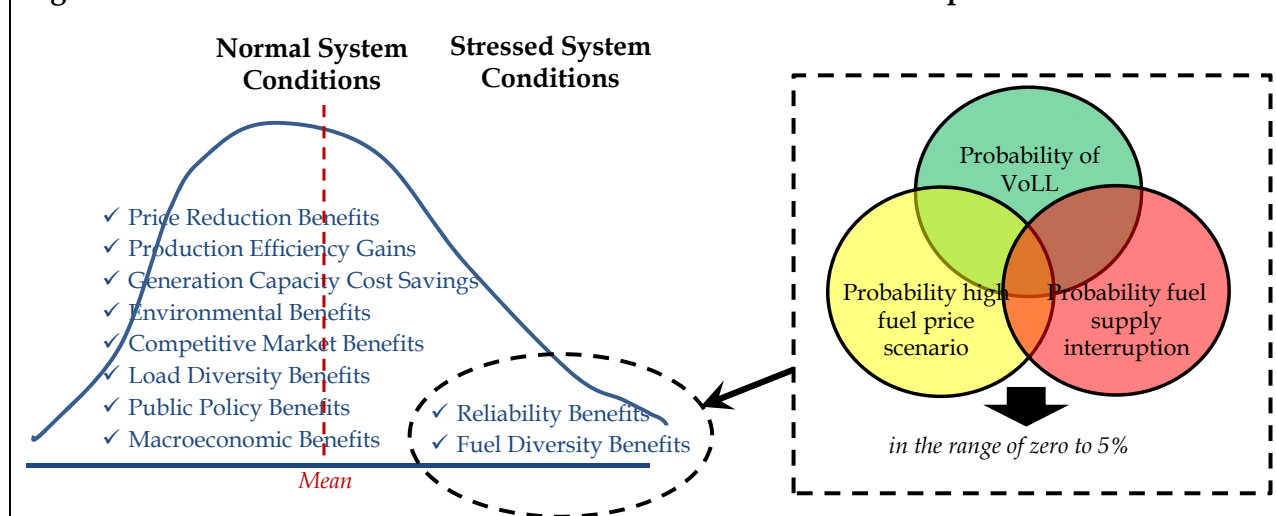 Normal System
Conditions
Stressed System
Conditions
✓ Price Reduction Benefits
✓ Production Efficiency Gains
✓ Generation Capacity Cost Savings
✓ Environmental Benefits
✓ Competitive Market Benefits
✓ Load Diversity Benefits
✓ Public Policy Benefits
✓ Macroeconomic Benefits
Mean
✓ Reliability Benefits
✓ Fuel Diversity Benefits
Probability of
VoLL
Probability high
fuel price
scenario
Probability fuel
supply
interruption
in the range of zero to 5%